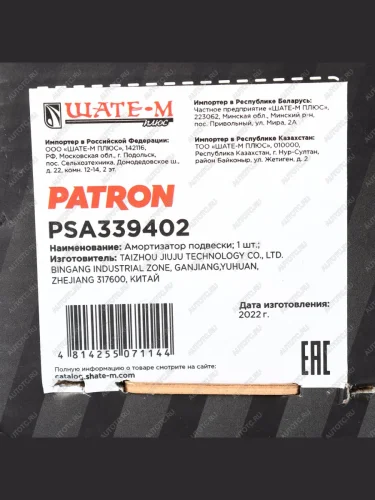 ШАТЕ-М
ПЛЮС
Импортер в Российской Федерации:
ООО «ШАТЕ-М ПЛЮС», 142116,
РФ, Московская обл., г. Подольск,
пос. Сельхозтехника, Домодедовское ш.,
д. 22, комн. 12-14, 2 эт.
Импортер в Республике Беларусь:
Частное предприятие «ШАТЕ-М ПЛЮС»,
223062, Минская обл., Минский р-н,
пос. Привольный, ул. Мира, 2А
Импортер в Республике Казахстан:
ТОО «ШАТЕ-М ПЛЮС», 010000,
Республика Казахстан, г. Нур-Султан,
район Байконыр, ул. Жетиген, д. 2
PATRON
PSA339402
Наименование: Амортизатор подвески; 1 шт.;
Изготовитель: TAIZHOU JIUJU TECHNOLOGY CO., LTD.
BINGANG INDUSTRIAL ZONE, GANJIANG,YUHUAN,
ZHEJIANG 317600, КИТАЙ
Дата изготовления:
2022 г.
4 814255 071144
EAC
Полную информацию о товаре смотрите на сайте:
catalog.shate-m.com
AUTOTO.RU